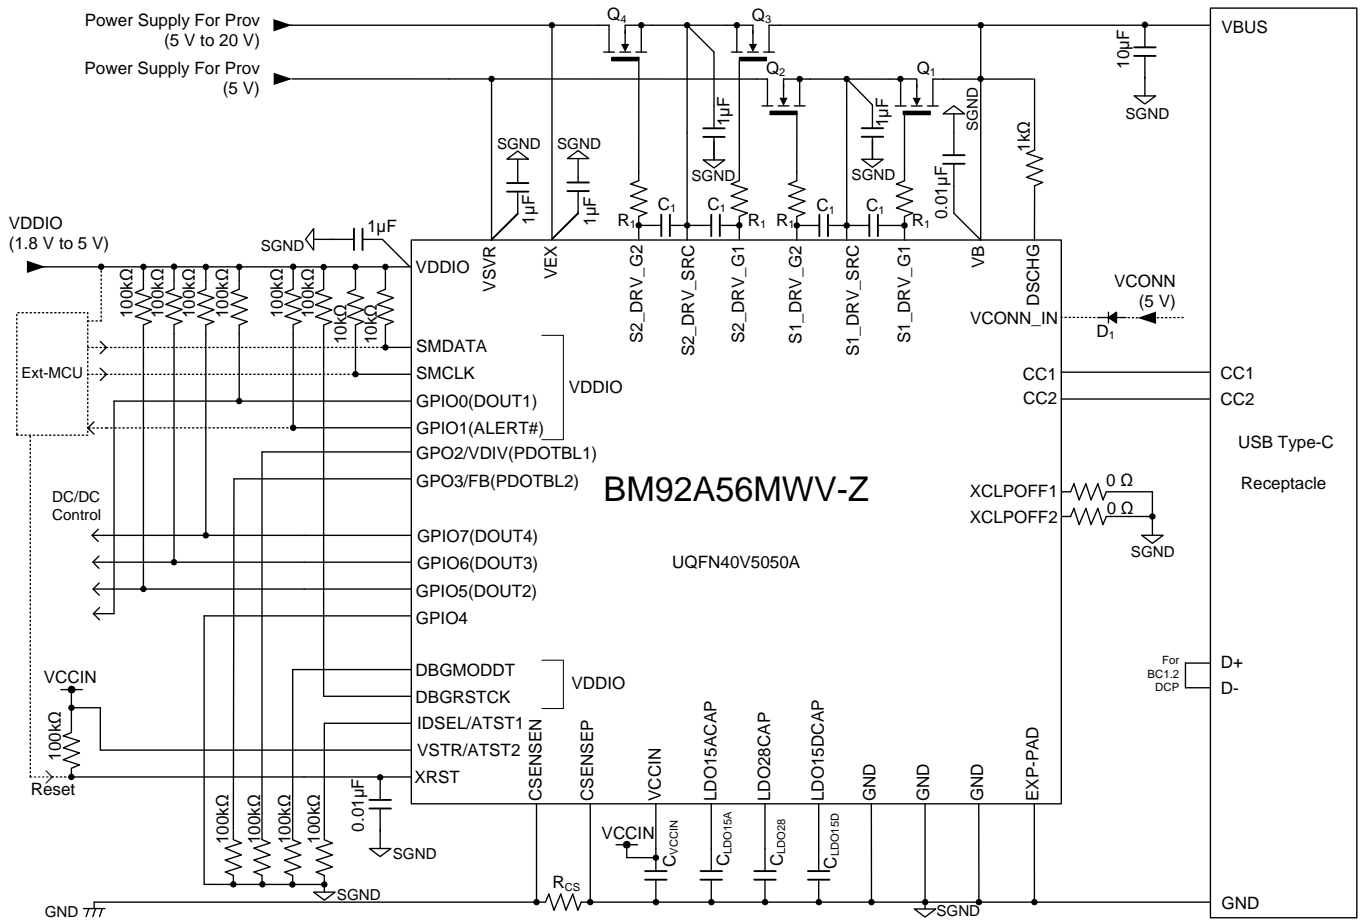 Power Supply For Prov
(5 V to 20 V)
Q4
Q3
VBUS
Power Supply For Prov
(5 V)
Q2
Q1
10µF
SGND
1µF
SGND
1µF
SGND
SGND
0.01µF
1kΩ
SGND
1µF
SGND
1µF
R1
C1
C1
R1
R1
C1
C1
R1
VDDIO
(1.8 V to 5 V)
SGND
1µF
VDDIO
VSVR
VEX
S2_DRV_G2
S2_DRV_SRC
S2_DRV_G1
S1_DRV_G2
S1_DRV_SRC
S1_DRV_G1
VB
DSCHG
100kΩ
100kΩ
100kΩ
100kΩ
100kΩ
100kΩ
10kΩ
10kΩ
VCONN
(5 V)
VCONN_IN
D1
Ext-MCU
SMDATA
SMCLK
GPIO0(DOUT1)
GPIO1(ALERT#)
VDDIO
GPO2/VDIV(PDOTBL1)
GPO3/FB(PDOTBL2)
CC1
CC2
CC1
CC2
USB Type-C
Receptacle
BM92A56MWV-Z
UQFN40V5050A
XCLPOFF1
0 Ω
XCLPOFF2
0 Ω
SGND
DC/DC
Control
GPIO7(DOUT4)
GPIO6(DOUT3)
GPIO5(DOUT2)
GPIO4
DBGMODDT
DBGRSTCK
VDDIO
For
BC1.2
DCP
D+
D-
VCCIN
100kΩ
IDSEL/ATST1
VSTR/ATST2
XRST
Reset
CSENSEN
CSENSEP
VCCIN
LDO15ACAP
LDO28CAP
LDO15DCAP
GND
GND
GND
EXP-PAD
100kΩ
100kΩ
100kΩ
100kΩ
0.01µF
SGND
SGND
VCCIN
CVCCIN
CLDO15A
CLDO28
CLDO15D
RCS
GND
SGND
GND